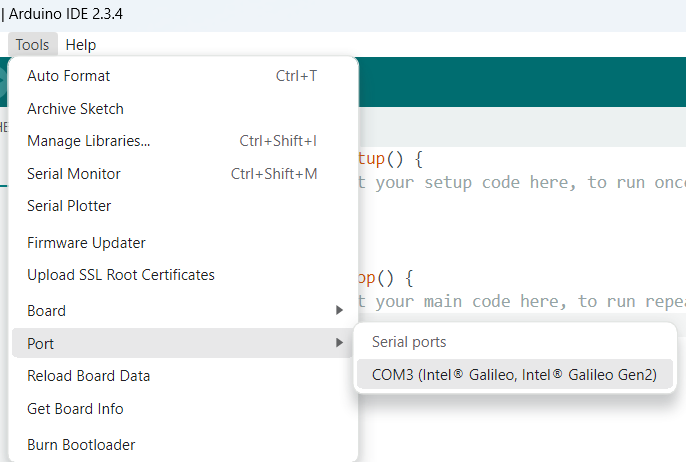 | Arduino IDE 2.3.4
Tools Help
Auto Format Ctrl+T
Archive Sketch
Manage Libraries... Ctrl+Shift+I
Serial Monitor Ctrl+Shift+M
Serial Plotter
Firmware Updater
Upload SSL Root Certificates
Board
Port
Reload Board Data
Get Board Info
Burn Bootloader
tup() {
t your setup code here, to run once
op() {
t your main code here, to run repea
Serial ports
COM3 (Intel® Galileo, Intel® Galileo Gen2)